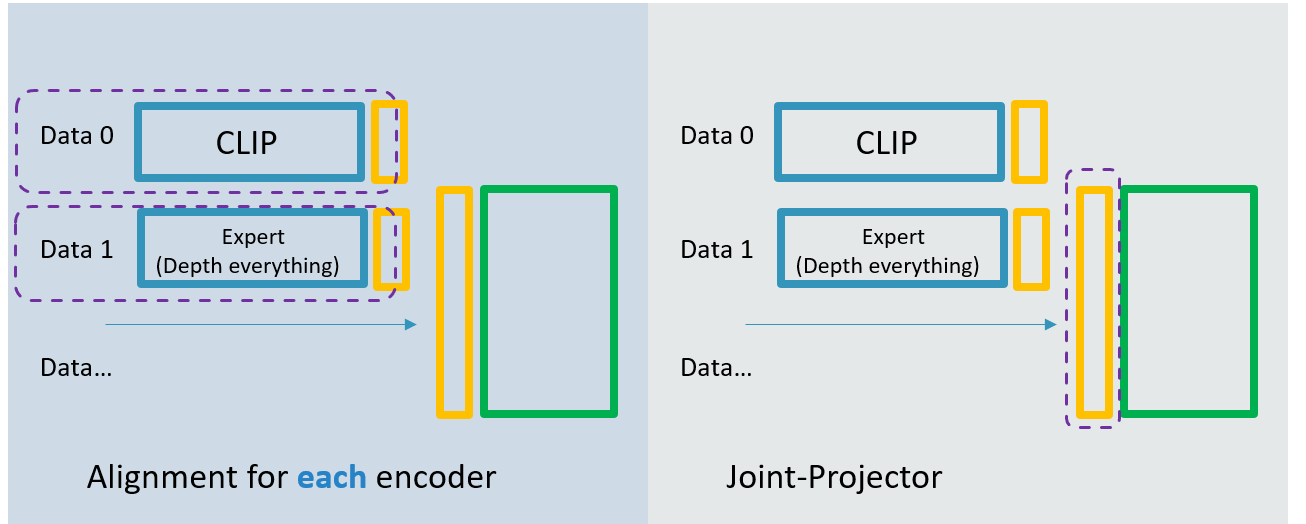 Data 0
CLIP
Data 1
Expert
(Depth everything)
Data...
Alignment for each encoder
Data 0
CLIP
Data 1
Expert
(Depth everything)
Data...
Joint-Projector